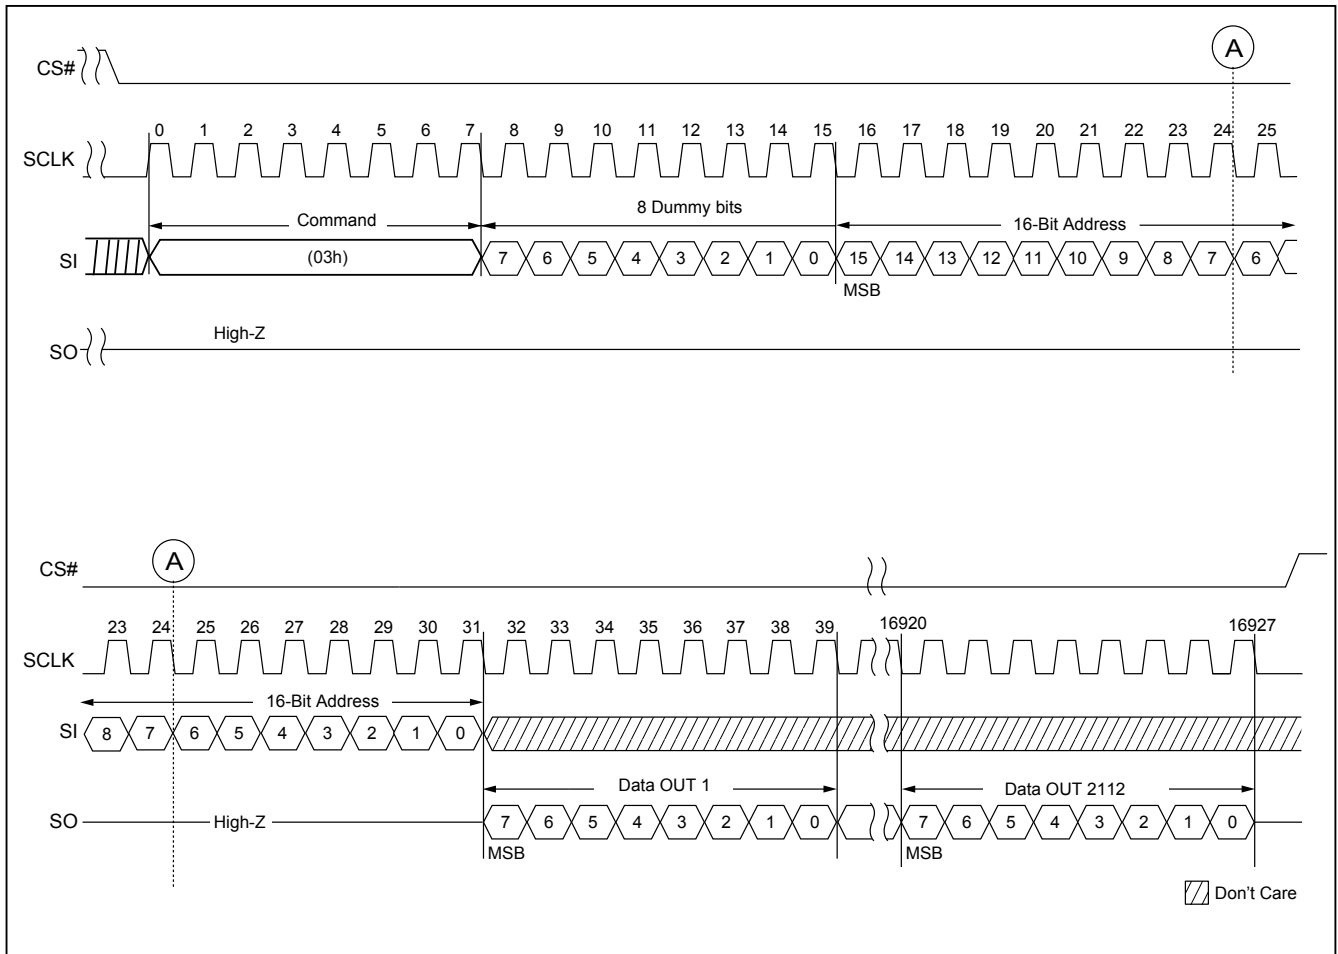 A
CS#
0 1 2 3 4 5 6 7 8 9 10 11 12 13 14 15 16 17 18 19 20 21 22 23 24 25
SCLK
Command 8 Dummy bits 16-Bit Address
SI (03h) 7 6 5 4 3 2 1 0 15 14 13 12 11 10 9 8 7 6
MSB
High-Z
SO
A
CS#
23 24 25 26 27 28 29 30 31 32 33 34 35 36 37 38 39 16920 16927
SCLK
16-Bit Address
SI 8 7 6 5 4 3 2 1 0
Data OUT 1 Data OUT 2112
SO High-Z 7 6 5 4 3 2 1 0 7 6 5 4 3 2 1 0
MSB MSB
Don't Care